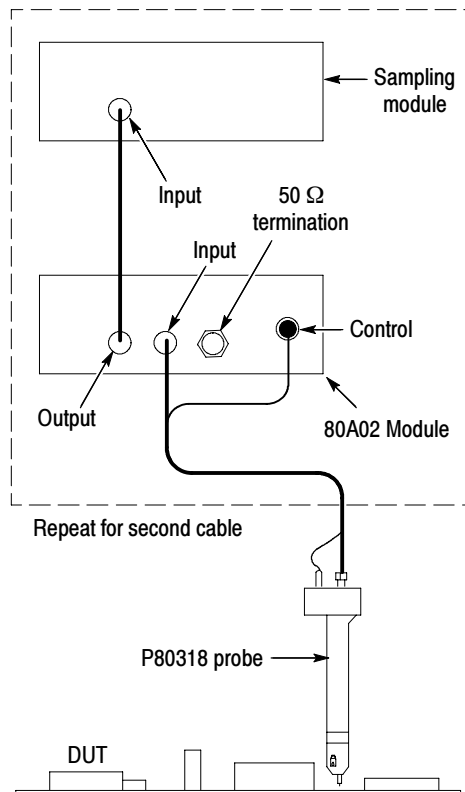 Sampling
module
Input
50 Ω
termination
Input
Control
Output
80A02 Module
Repeat for second cable
P80318 probe
DUT